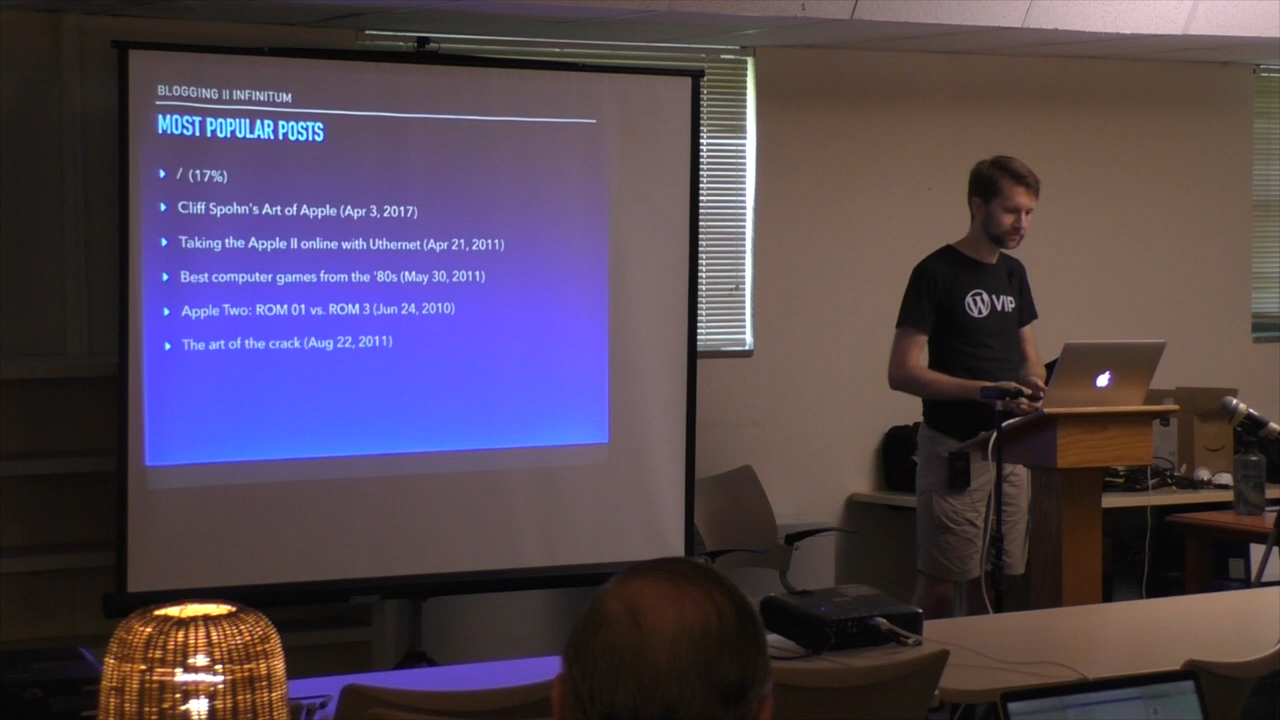 BLOGGING II INFINITUM
MOST POPULAR POSTS
/ (17%)
Cliff Spohn's Art of Apple (Apr 3, 2017)
Taking the Apple II online with Uthernet (Apr 21, 2011)
Best computer games from the '80s (May 30, 2011)
Apple Two: ROM 01 vs. ROM 3 (Jun 24, 2010)
The art of the crack (Aug 22, 2011)
W VIP